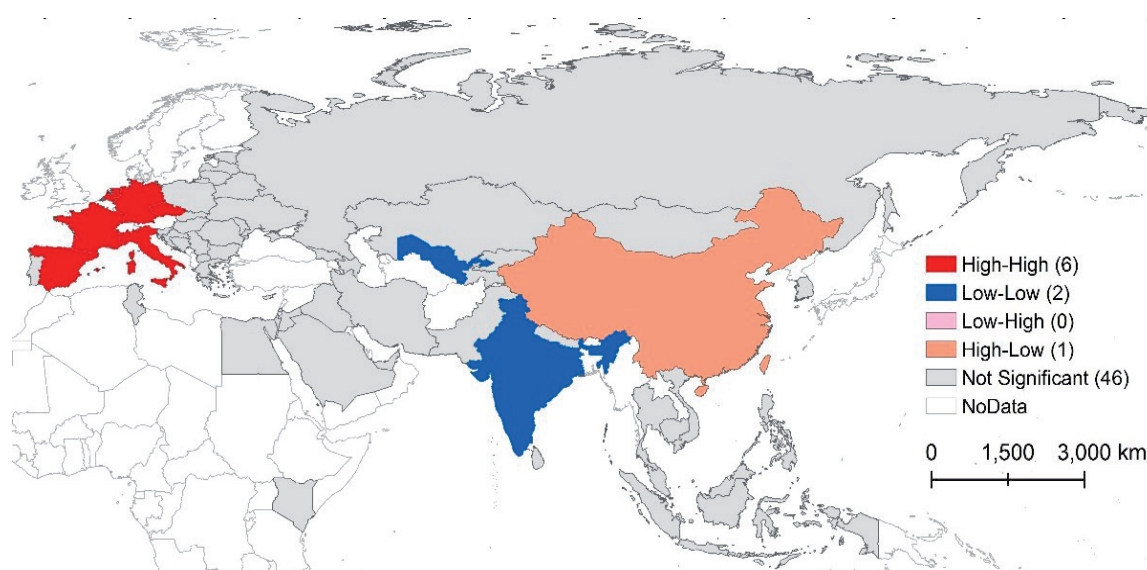 High-High (6)
Low-Low (2)
Low-High (0)
High-Low (1)
Not Significant (46)
NoData
0 1,500 3,000 km